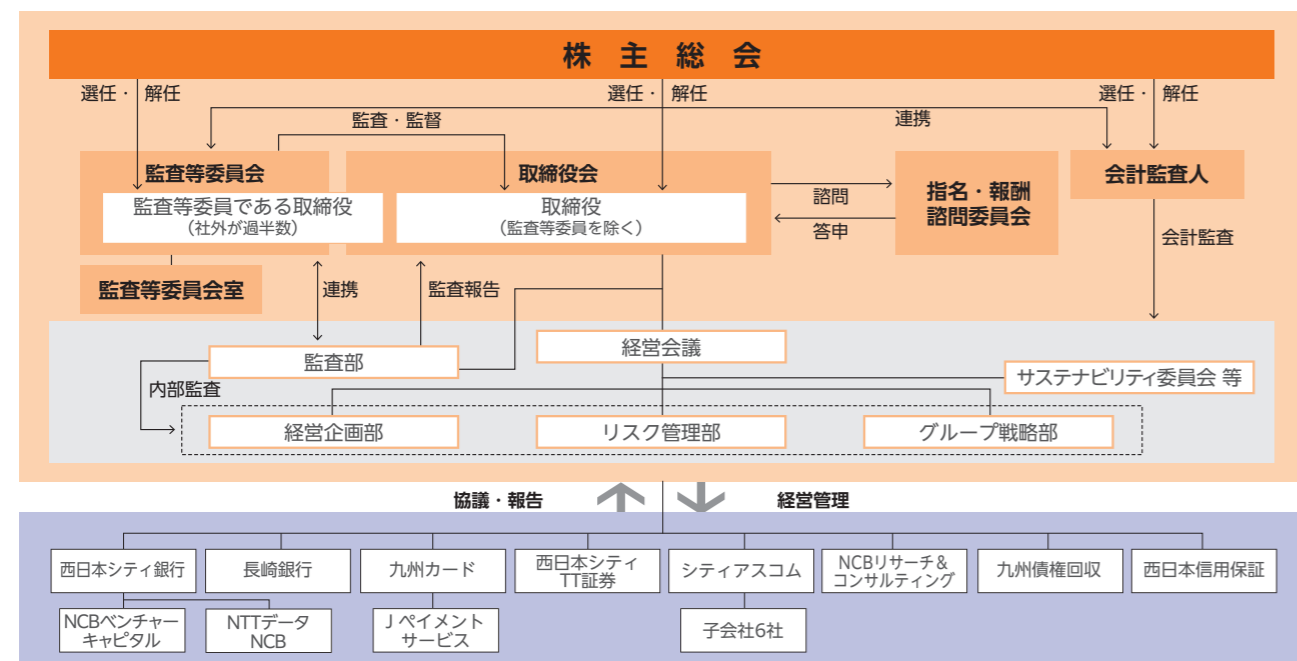 株主総会
選任・解任
選任・解任
選任・解任
監査・監督
連携
監査等委員会
取締役会
会計監査人
監査等委員である取締役
(社外が過半数)
取締役
(監査等委員を除く)
諮問
答申
指名・報酬
諮問委員会
会計監査
監査等委員会室
連携
監査報告
経営会議
監査部
サステナビリティ委員会 等
内部監査
経営企画部
リスク管理部
グループ戦略部
協議・報告
経営管理
西日本シティ銀行
長崎銀行
九州カード
西日本シティ
TT証券
シティアスコム
NCBリサーチ&
コンサルティング
九州債権回収
西日本信用保証
NCBベンチャー
キャピタル
NTTデータ
NCB
Jペイメント
サービス
子会社6社